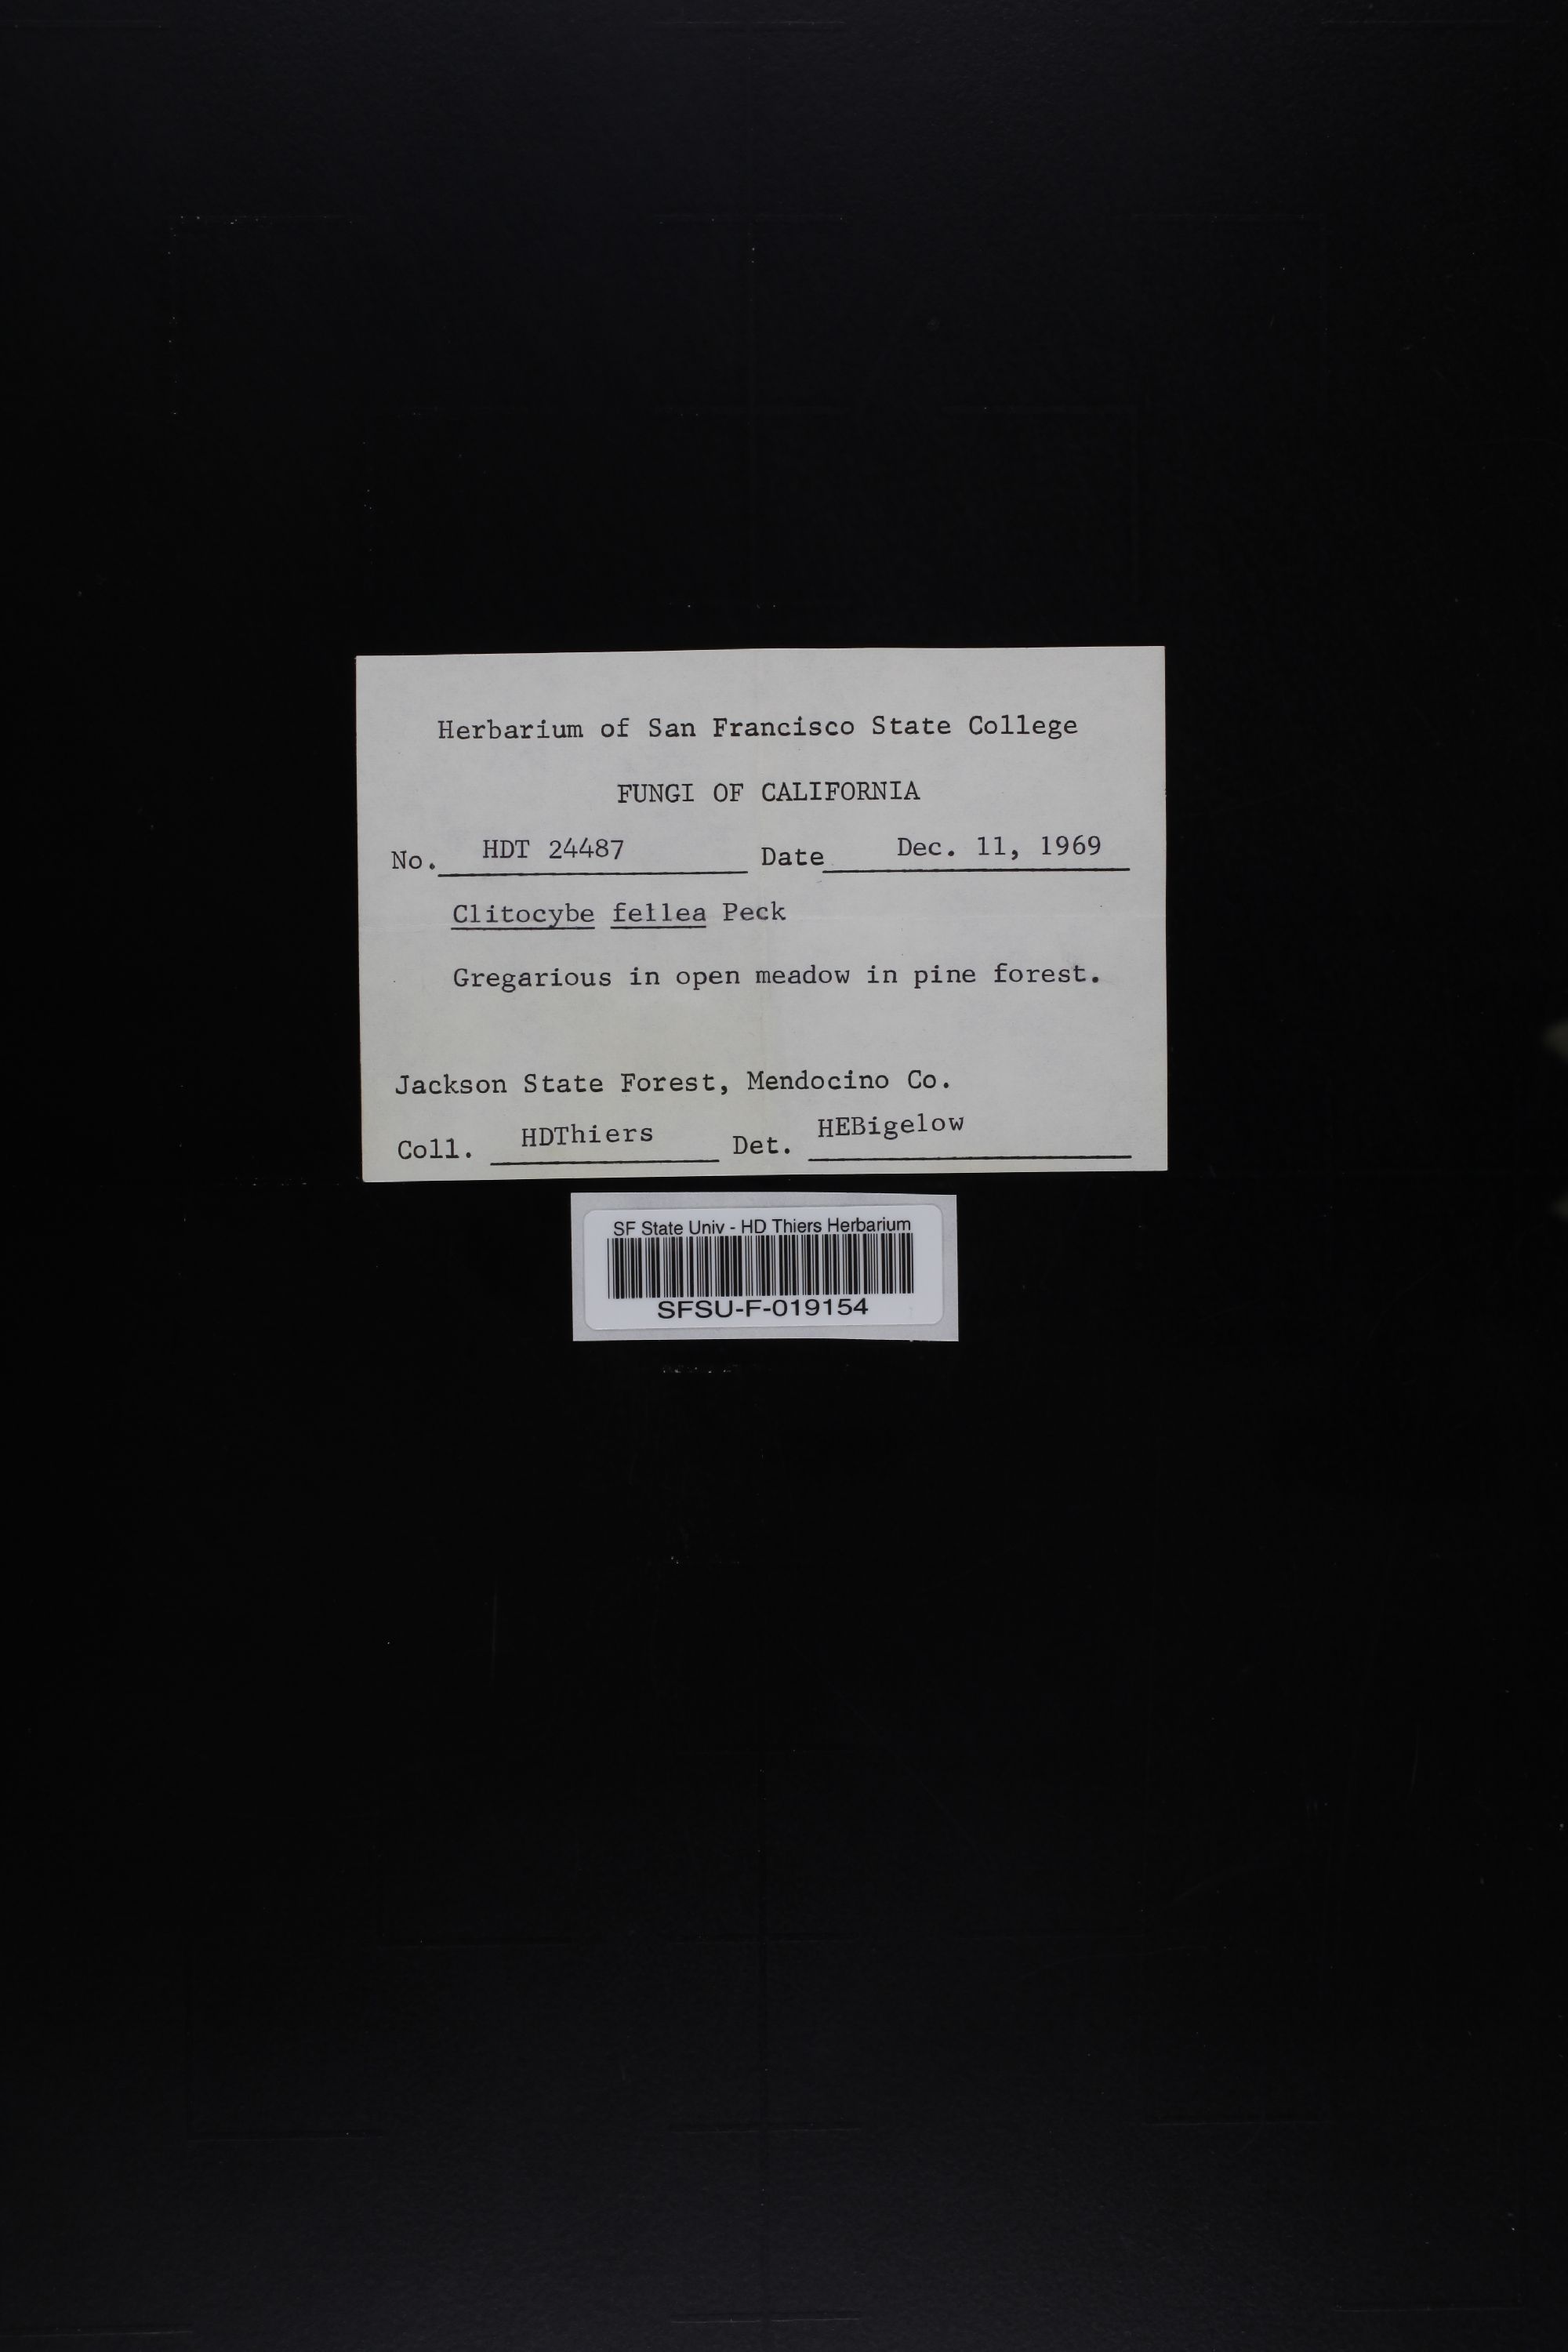 Herbarium of San Francisco State College
FUNGI OF CALIFORNIA
No. HDT 24487 Date Dec. 11, 1969
Clitocybe fellea Peck
Gregarious in open meadow in pine forest.
Jackson State Forest, Mendocino Co.
Coll. HDThiers Det. HEBigelow
SF State Univ - HD Thiers Herbarium
SFSU-F-019154